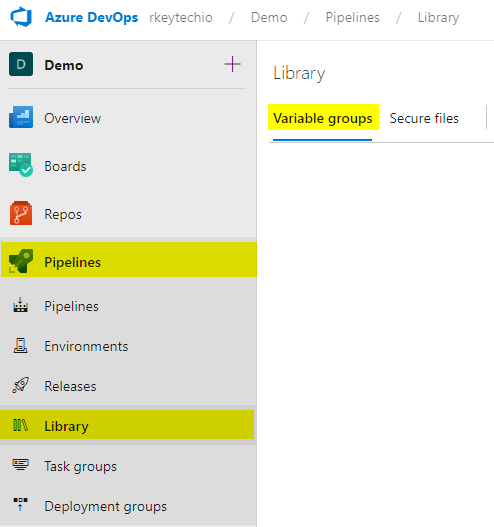 Azure DevOps rkeytechio / Demo / Pipelines / Library
D Demo +
Library
Variable groups Secure files
Overview
Boards
Repos
Pipelines
Pipelines
Environments
Releases
Library
Task groups
Deployment groups